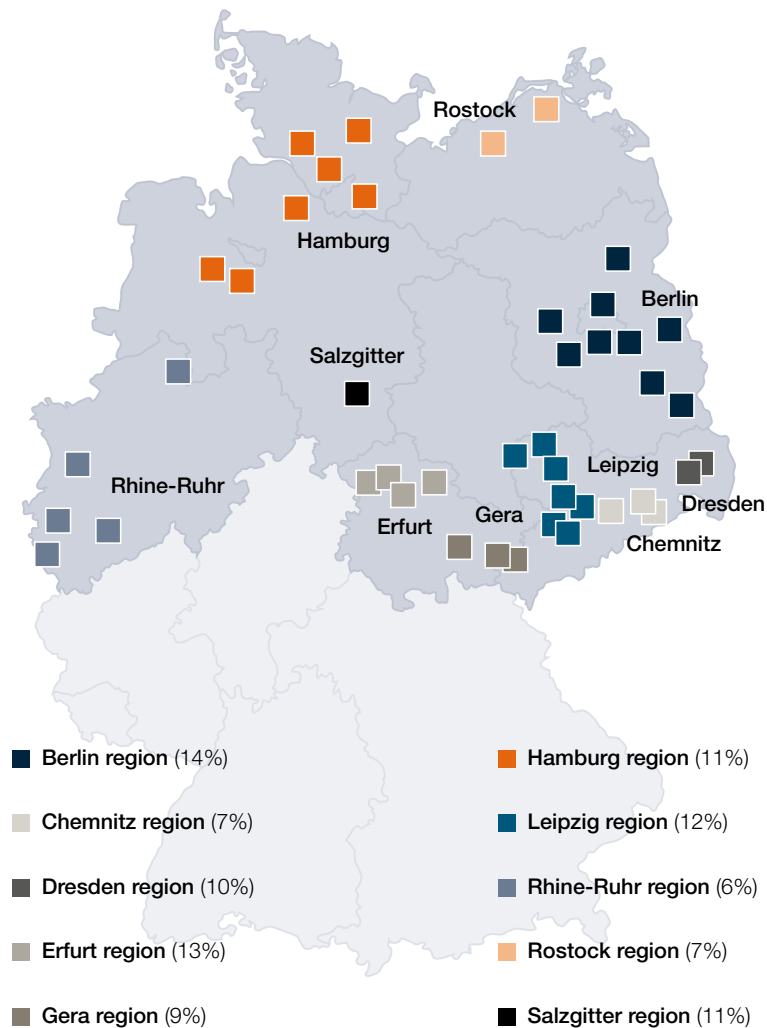 Rostock
Hamburg
Berlin
Salzgitter
Rhine-Ruhr
Leipzig
Dresden
Erfurt
Gera
Chemnitz
Berlin region (14%)
Chemnitz region (7%)
Dresden region (10%)
Erfurt region (13%)
Gera region (9%)
Hamburg region (11%)
Leipzig region (12%)
Rhine-Ruhr region (6%)
Rostock region (7%)
Salzgitter region (11%)